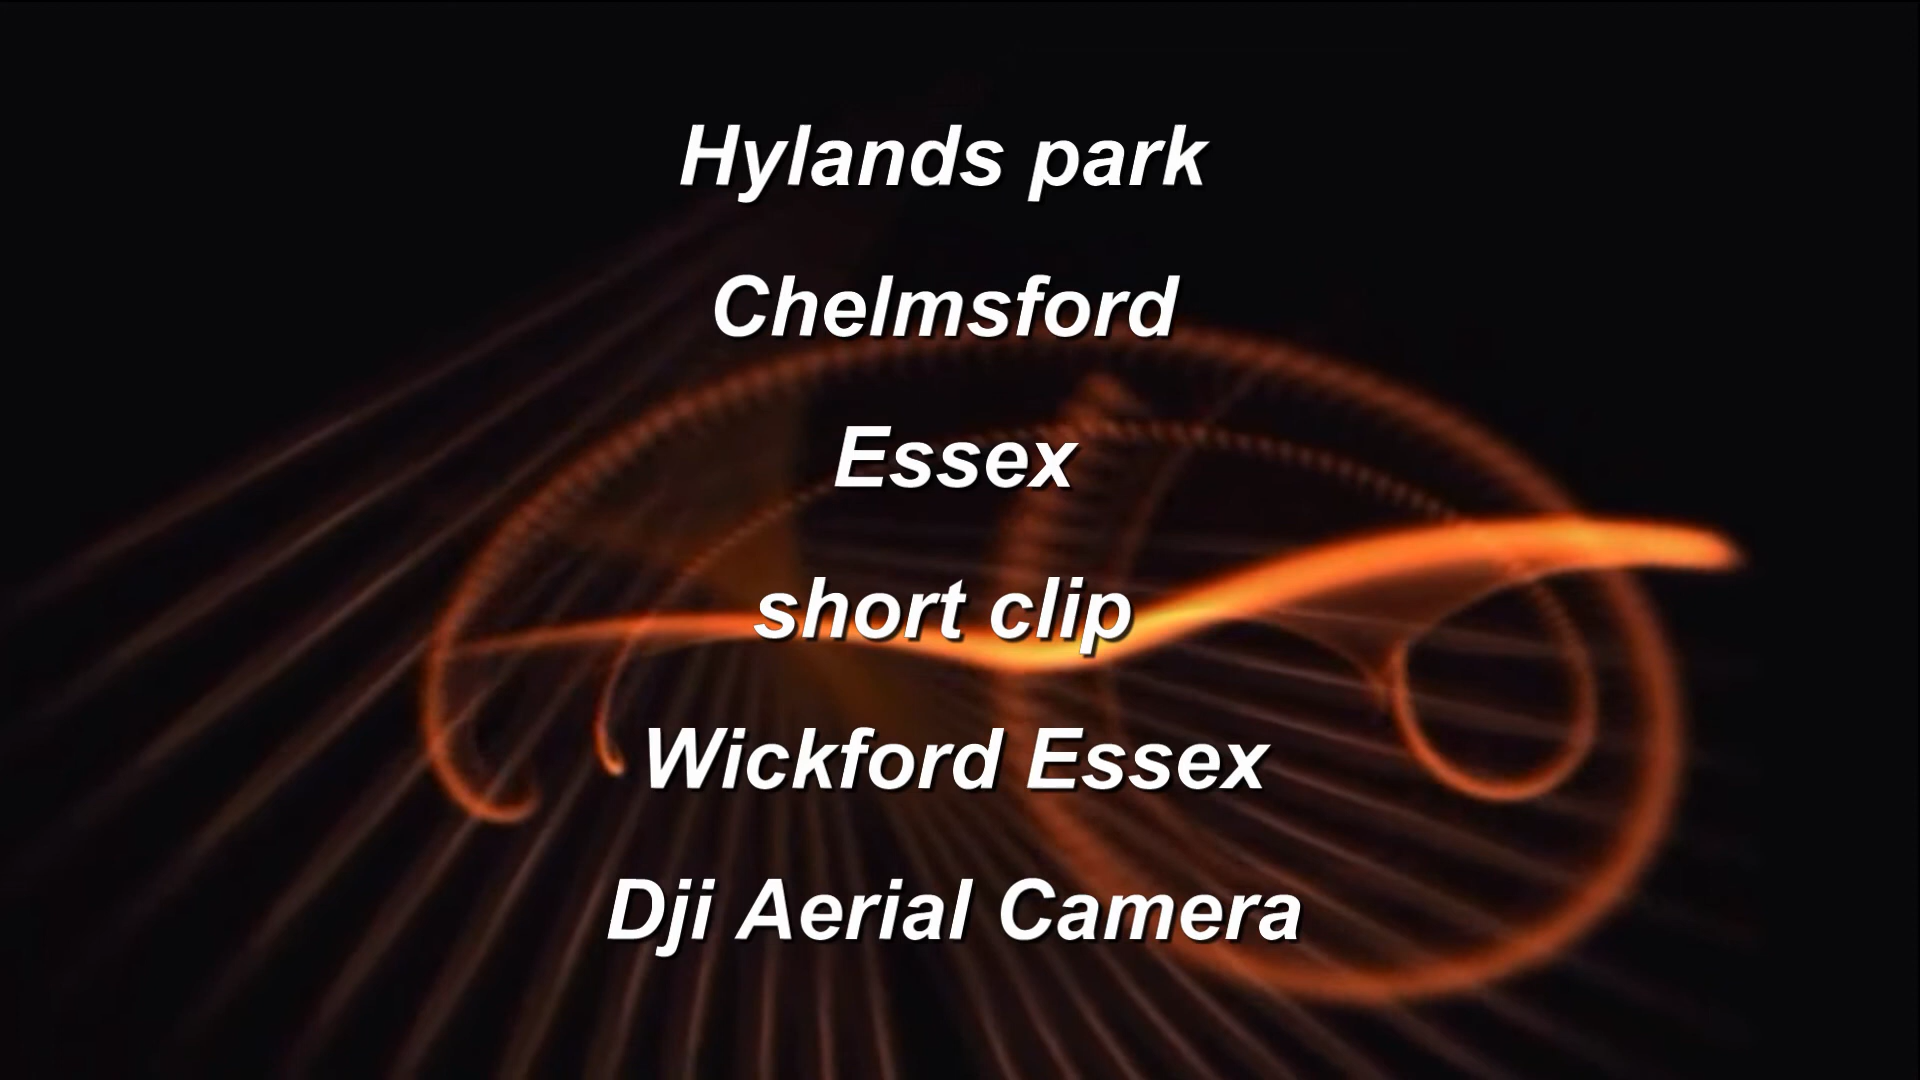 Hylands park
Chelmsford
Essex
short clip
Wickford Essex
Dji Aerial Camera